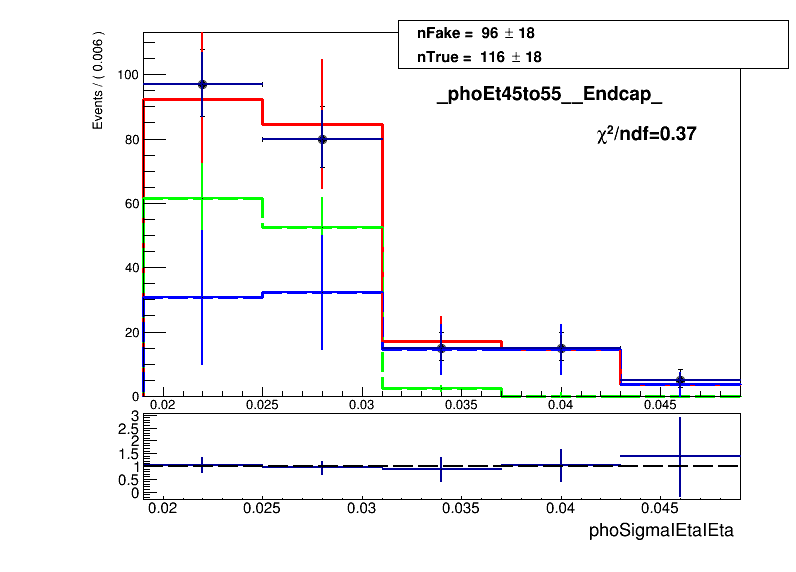 nFake = 96 ± 18
nTrue = 116 ± 18
_phoEt45to55__Endcap_
χ²/ndf=0.37
Events / ( 0.006 )
100
80
60
40
20
0
0.02 0.025 0.03 0.035 0.04 0.045
3
2.5
2
1.5
1
0.5
0
0.02 0.025 0.03 0.035 0.04 0.045
phoSigmaIEtaIEta